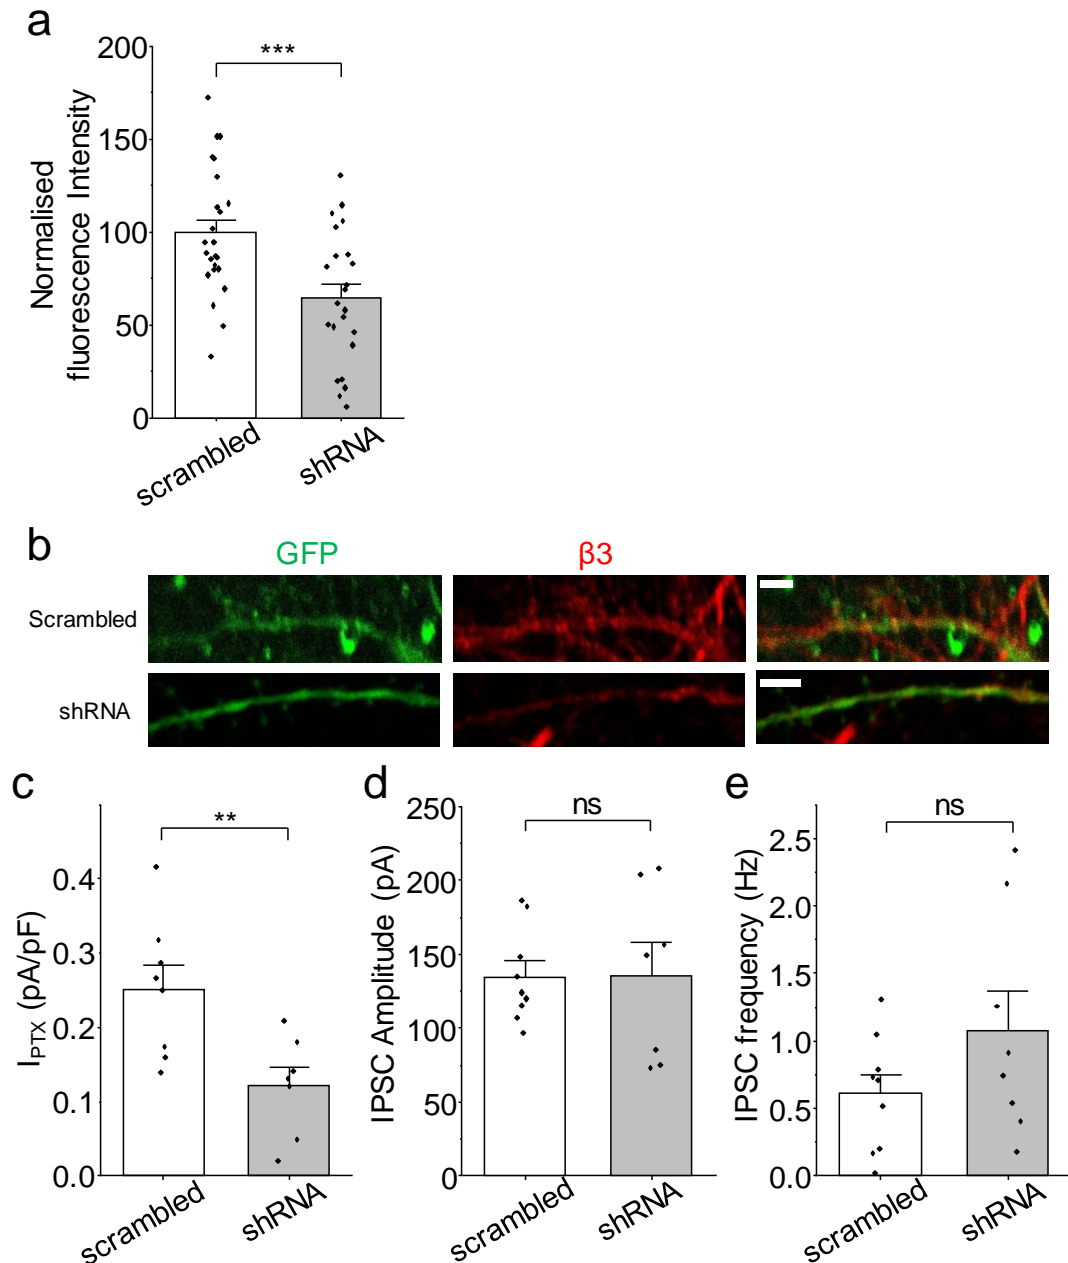 a
200
150
100
50
0
Normalised
fluorescence Intensity
***
scrambled
shRNA
b
GFP
β3
Scrambled
shRNA
c
**
0.4
0.3
0.2
0.1
0.0
I_PTX (pA/pF)
scrambled
shRNA
d
ns
250
200
150
100
50
0
IPSC Amplitude (pA)
scrambled
shRNA
e
ns
2.5
2.0
1.5
1.0
0.5
0.0
IPSC frequency (Hz)
scrambled
shRNA